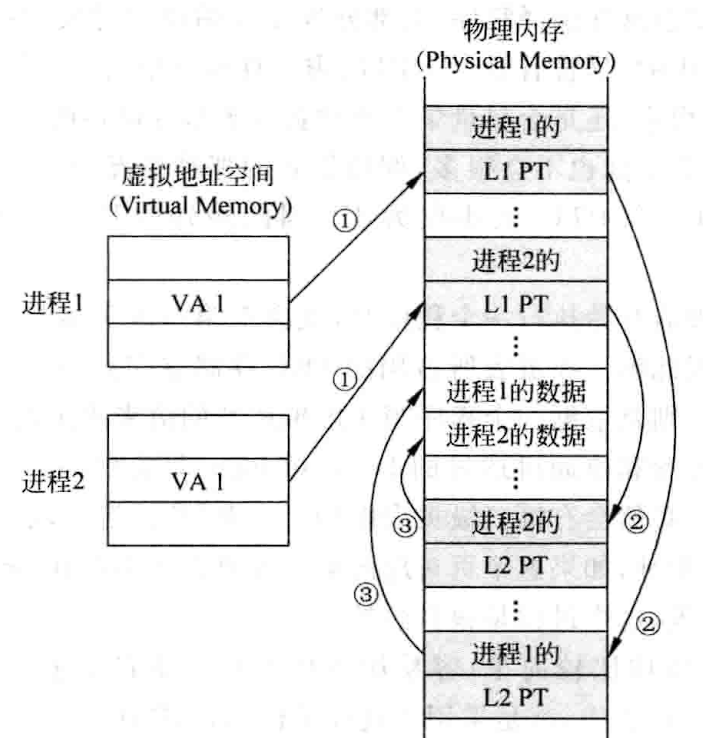 物理内存
(Physical Memory)
进程1的
L1 PT
⋮
进程2的
L1 PT
⋮
进程1的数据
进程2的数据
⋮
进程2的
L2 PT
⋮
进程1的
L2 PT
虚拟地址空间
(Virtual Memory)
进程1
VA 1
进程2
VA 1
①
①
②
②
③
③